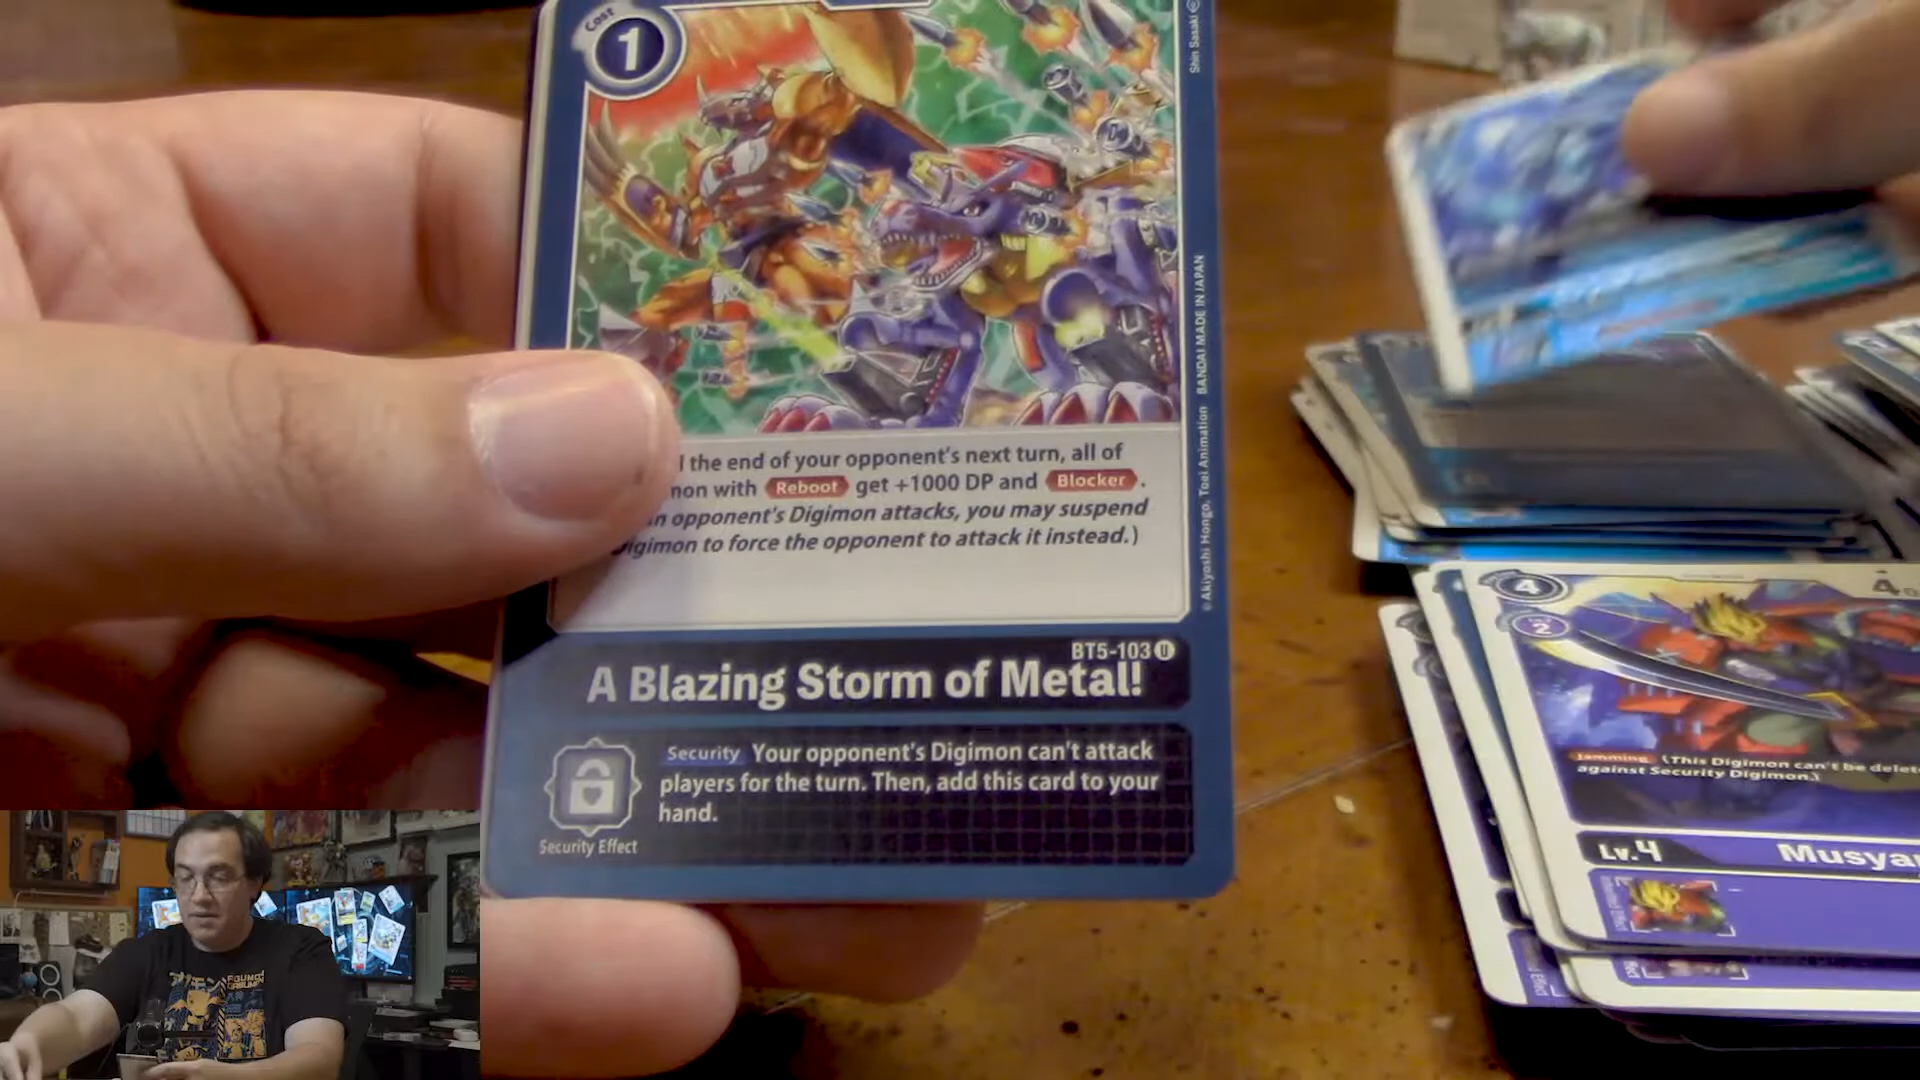 Cost
1
Shin Sasaki
© Akiyoshi Hongo, Toei Animation BANDAI MADE IN JAPAN
the end of your opponent's next turn, all of
with Reboot get +1000 DP and Blocker.
opponent's Digimon attacks, you may suspend
Digimon to force the opponent to attack it instead.)
BT5-103 U
A Blazing Storm of Metal!
Security Your opponent's Digimon can't attack
players for the turn. Then, add this card to your
hand.
Security Effect
4
2
Jamming (This Digimon can't be delete
against Security Digimon.)
Lv.4 Musya